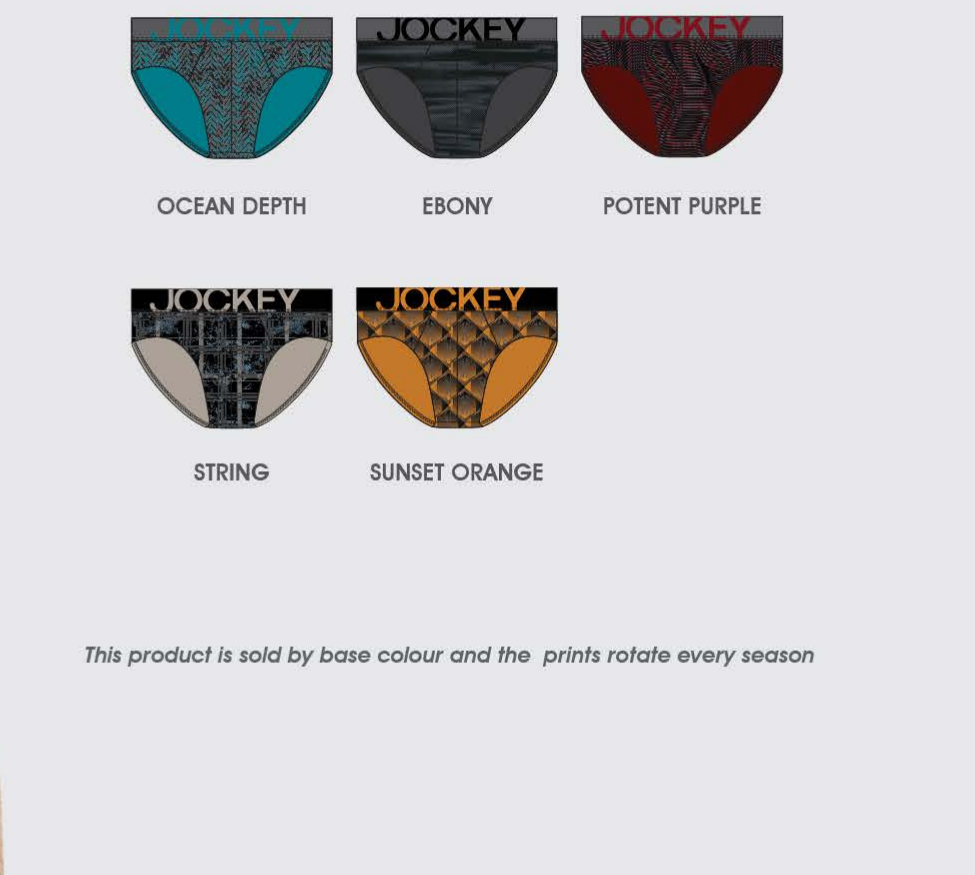 JOCKEY JOCKEY JOCKEY
OCEAN DEPTH EBONY POTENT PURPLE
JOCKEY JOCKEY
STRING SUNSET ORANGE
This product is sold by base colour and the prints rotate every season